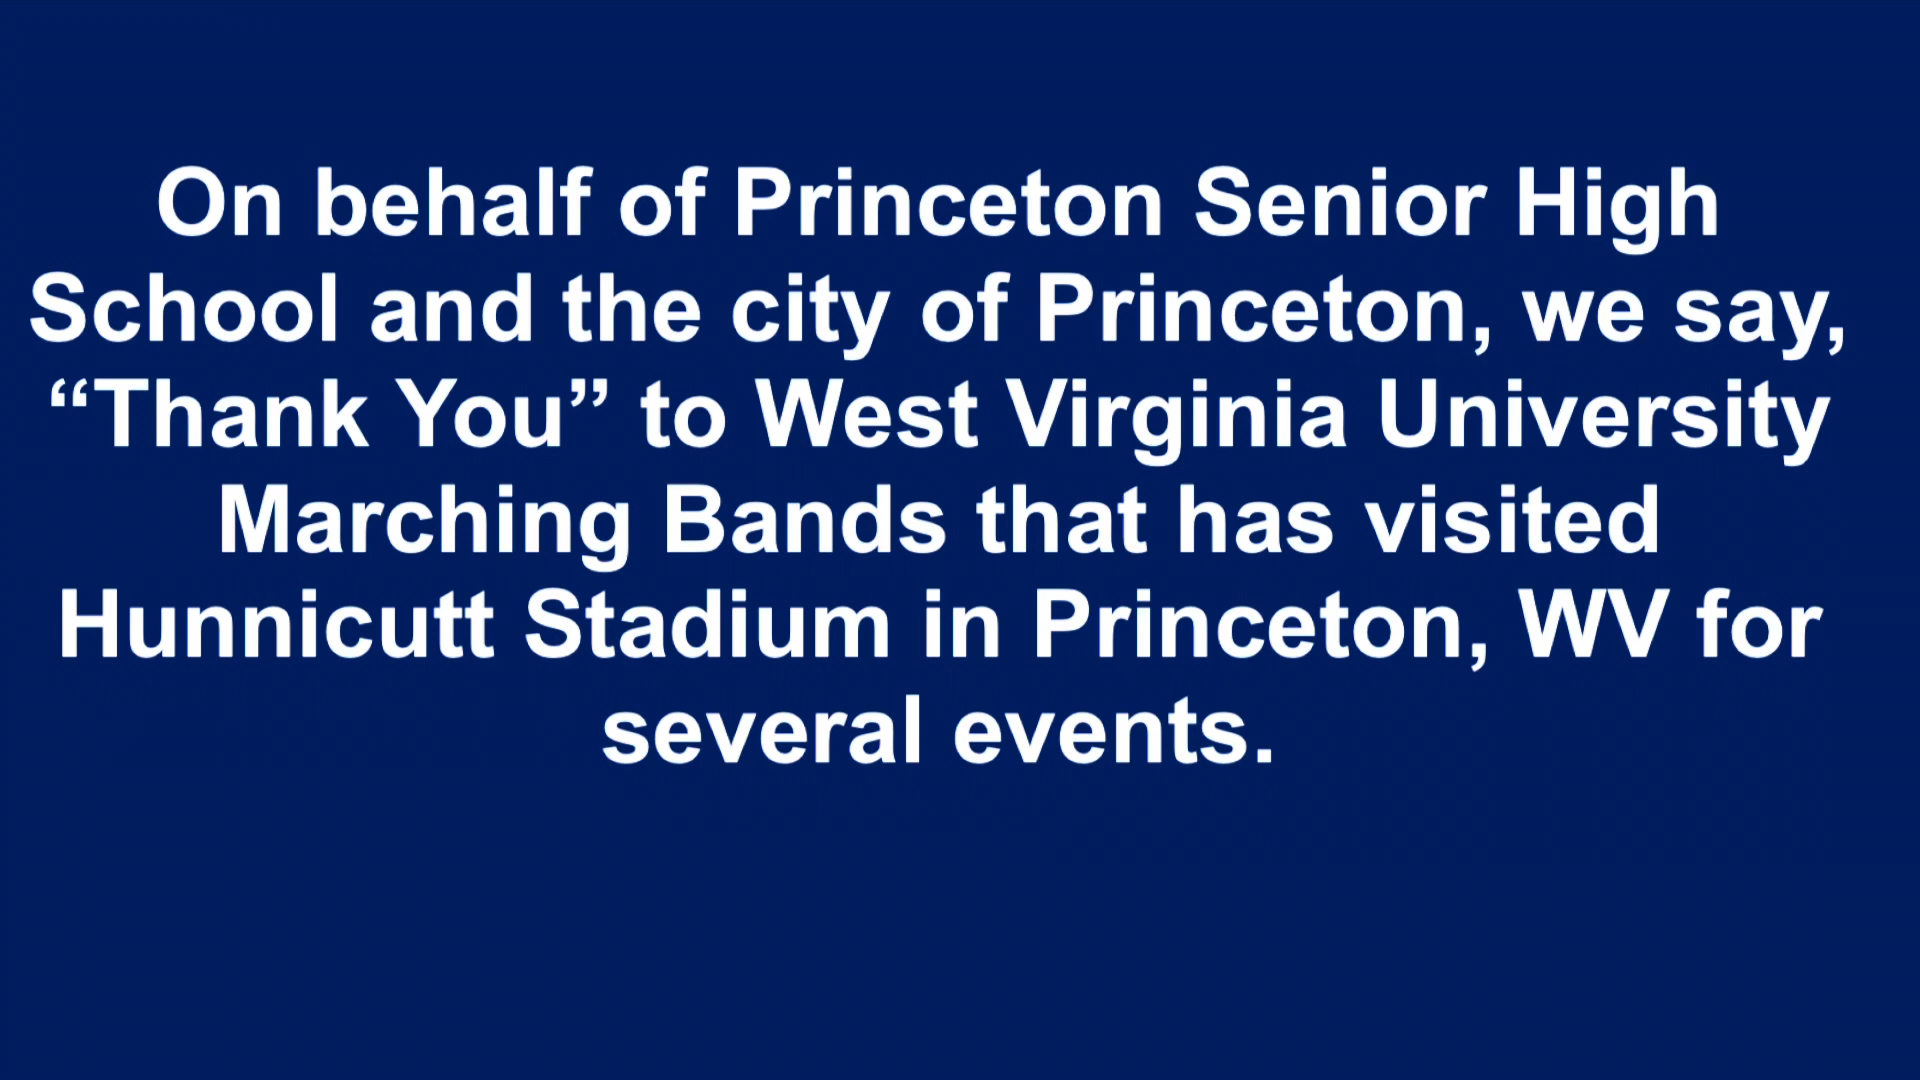 On behalf of Princeton Senior High
School and the city of Princeton, we say,
“Thank You” to West Virginia University
Marching Bands that has visited
Hunnicutt Stadium in Princeton, WV for
several events.